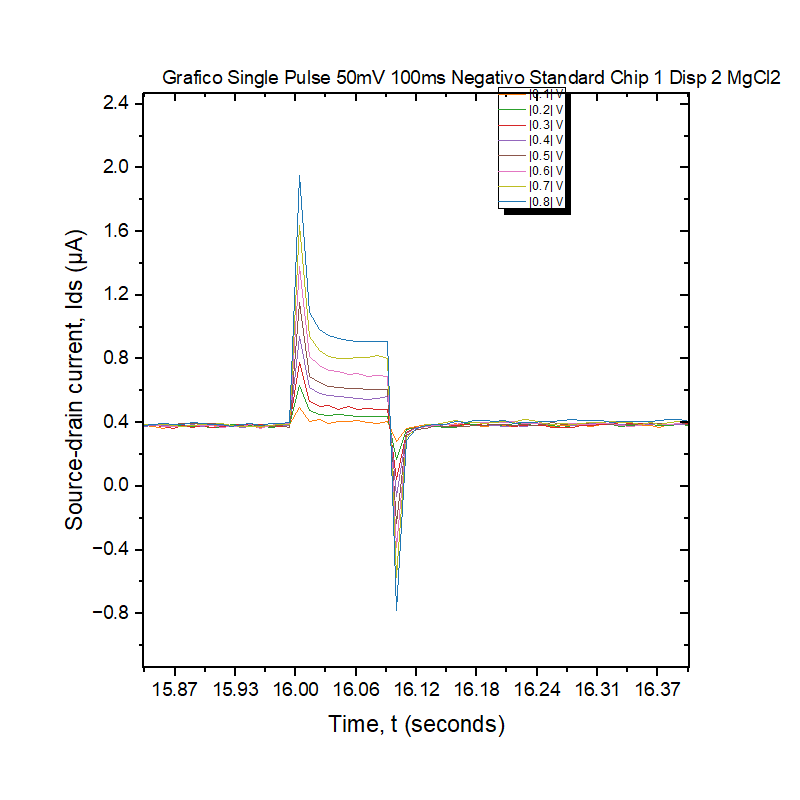 Grafico Single Pulse 50mV 100ms Negativo Standard Chip 1 Disp 2 MgCl2
|0.1| V
|0.2| V
|0.3| V
|0.4| V
|0.5| V
|0.6| V
|0.7| V
|0.8| V
2.4
2.0
1.6
1.2
0.8
0.4
0.0
−0.4
−0.8
Source-drain current, Ids (µA)
15.87 15.93 16.00 16.06 16.12 16.18 16.24 16.31 16.37
Time, t (seconds)